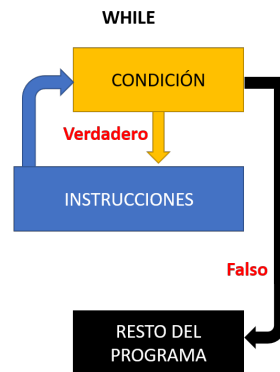 WHILE
CONDICIÓN
Verdadero
INSTRUCCIONES
Falso
RESTO DEL
PROGRAMA